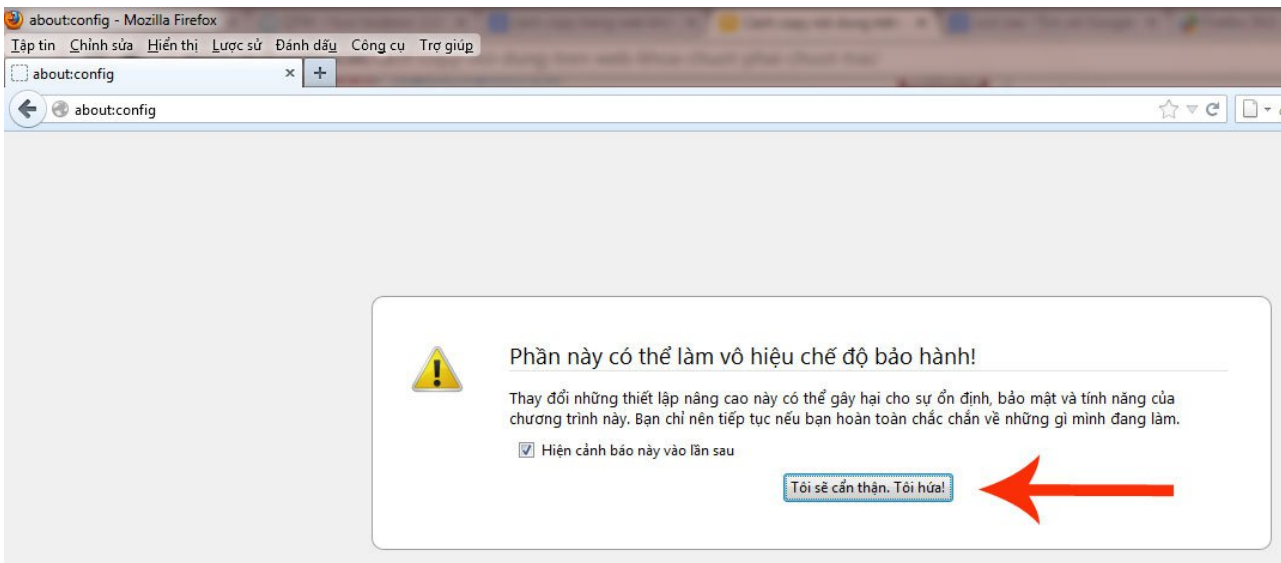 about:config - Mozilla Firefox
Tập tin Chỉnh sửa Hiển thị Lược sử Đánh dấu Công cụ Trợ giúp
about:config
about:config
Phần này có thể làm vô hiệu chế độ bảo hành!
Thay đổi những thiết lập nâng cao này có thể gây hại cho sự ổn định, bảo mật và tính năng của
chương trình này. Bạn chỉ nên tiếp tục nếu bạn hoàn toàn chắc chắn về những gì mình đang làm.
Hiện cảnh báo này vào lần sau
Tôi sẽ cẩn thận. Tôi hứa!